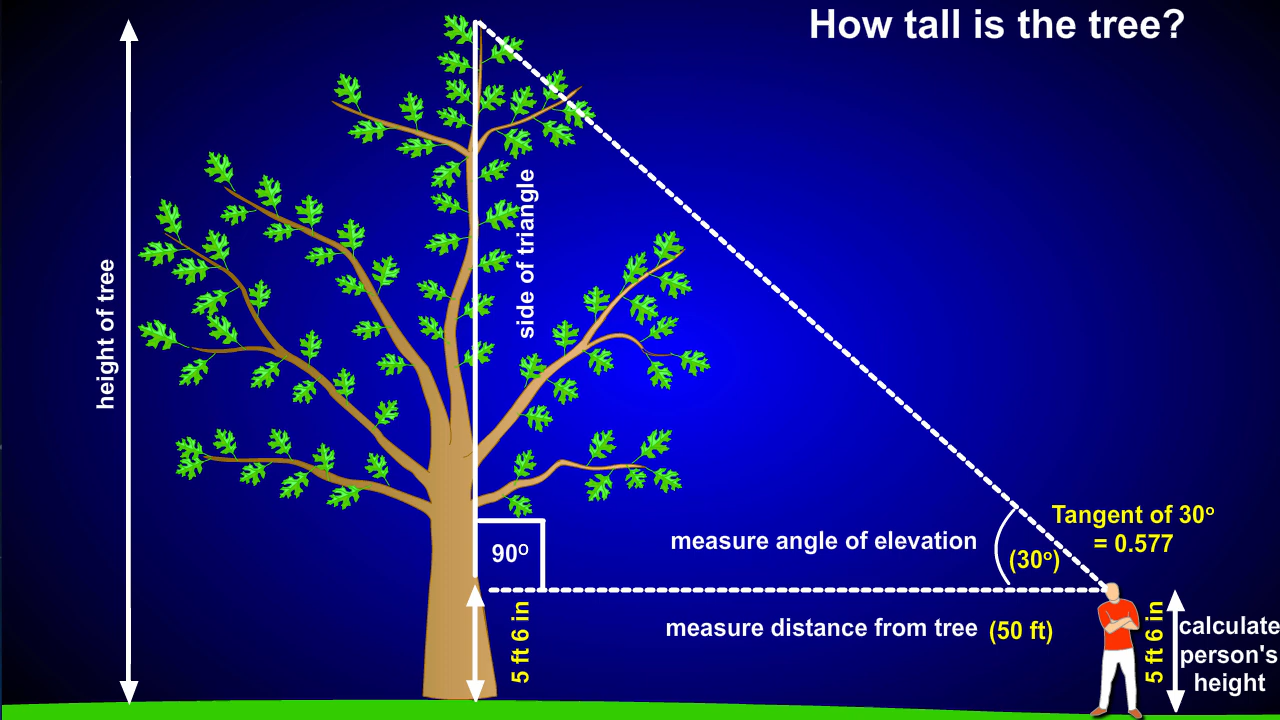 How tall is the tree?
height of tree
side of triangle
90º
measure angle of elevation
(30º)
Tangent of 30º
= 0.577
measure distance from tree (50 ft)
5 ft 6 in
5 ft 6 in
calculate
person's
height